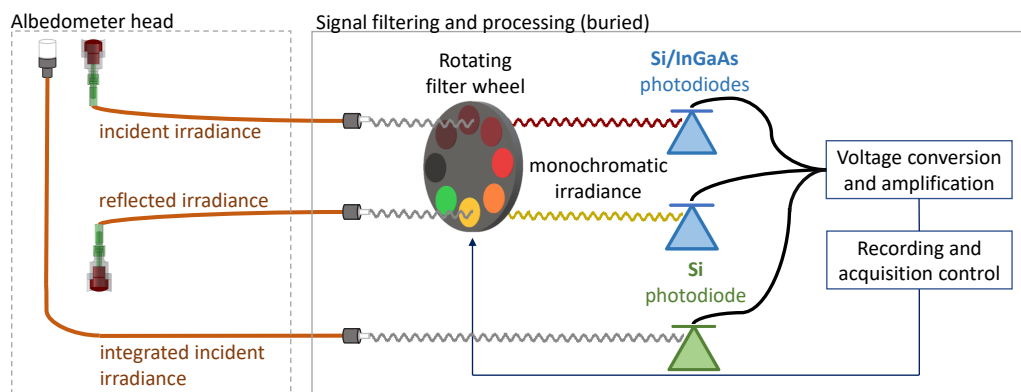 Albedometer head
Signal filtering and processing (buried)
Rotating
filter wheel
Si/InGaAs
photodiodes
incident irradiance
monochromatic
irradiance
Voltage conversion
and amplification
reflected irradiance
Recording and
acquisition control
Si
photodiode
integrated incident
irradiance